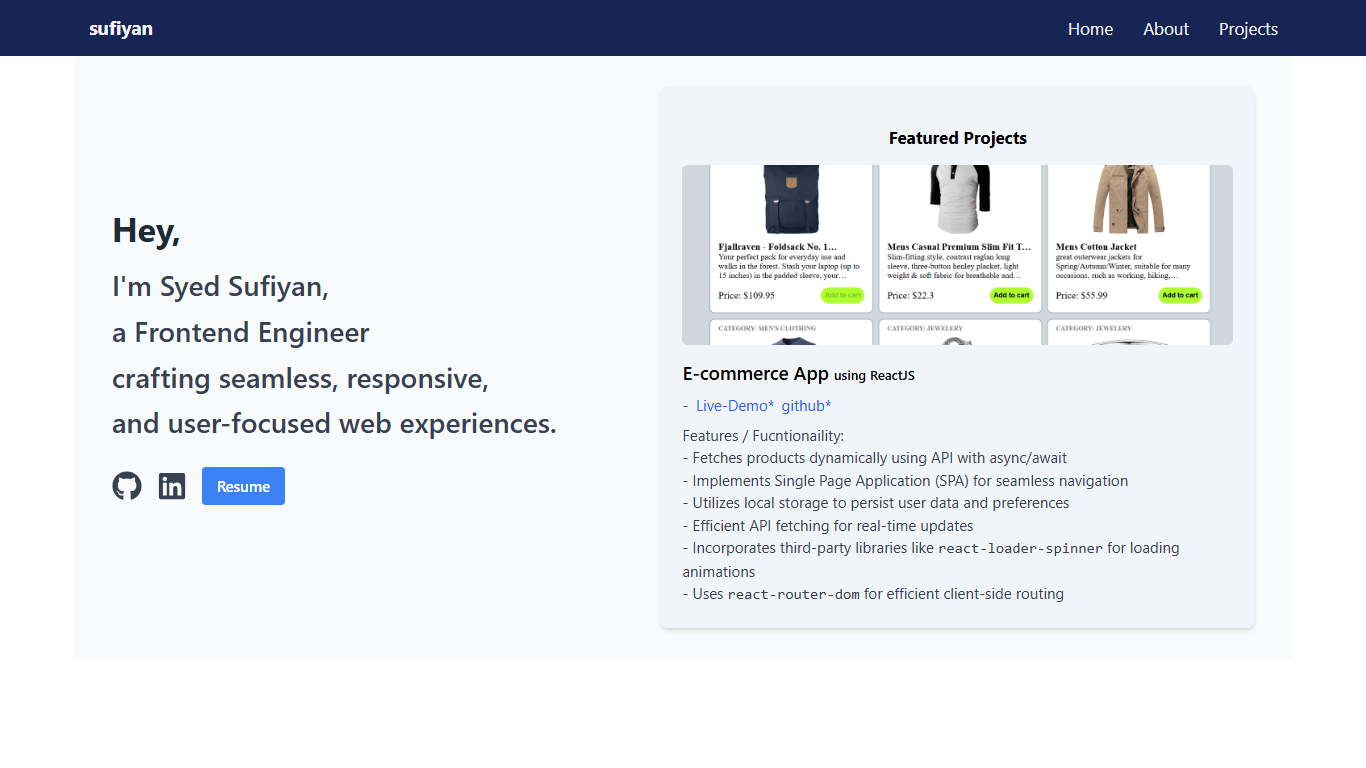 sufiyan
Home About Projects
Hey,
I'm Syed Sufiyan,
a Frontend Engineer
crafting seamless, responsive,
and user-focused web experiences.
Resume
Featured Projects
Fjallraven - Foldsack No. 1…
Your perfect pack for everyday use and
walks in the forest. Stash your laptop (up to
15 inches) in the padded sleeve, your…
Price: $109.95 Add to cart
Mens Casual Premium Slim Fit T…
Slim-fitting style, contrast raglan long
sleeve, three-button henley placket, light
weight & soft fabric for breathable and…
Price: $22.3 Add to cart
Mens Cotton Jacket
great outerwear jackets for
Spring/Autumn/Winter, suitable for many
occasions, such as working, hiking,…
Price: $55.99 Add to cart
CATEGORY: MEN'S CLOTHING
CATEGORY: JEWELERY
CATEGORY: JEWELERY
E-commerce App using ReactJS
- Live-Demo* github*
Features / Fucntionaility:
- Fetches products dynamically using API with async/await
- Implements Single Page Application (SPA) for seamless navigation
- Utilizes local storage to persist user data and preferences
- Efficient API fetching for real-time updates
- Incorporates third-party libraries like react-loader-spinner for loading
animations
- Uses react-router-dom for efficient client-side routing